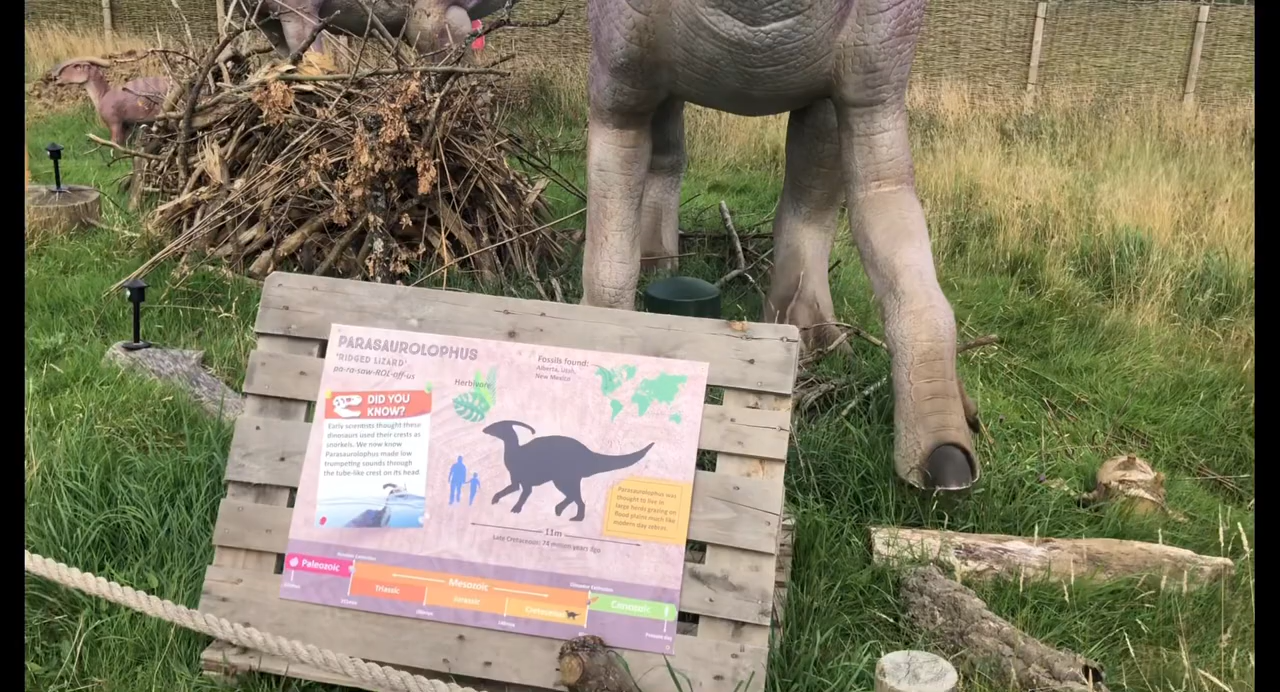 PARASAUROLOPHUS
'RIDGED LIZARD'
pa-ra-saw-ROL-off-us
Fossils found:
Alberta, Utah,
New Mexico
Herbivore
DID YOU
KNOW?
Early scientists thought these
dinosaurs used their crests as
snorkels. We now know
Parasaurolophus made low
trumpeting sounds through
the tube-like crest on its head
Parasaurolophus was
thought to live in
large herds grazing on
flood plains much like
modern day zebras.
11m
Late Cretaceous: 74 million years ago
Paleozoic
Mesozoic
Triassic
Jurassic
Cretaceous
Cenozoic
Present day